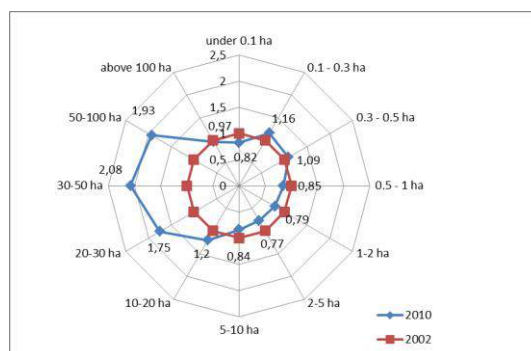 under 0.1 ha
2,5
above 100 ha
0.1 - 0.3 ha
2
1,5
50-100 ha
1,93
0,97
1,16
0.3 - 0.5 ha
1
0,82
1,09
0,5
30-50 ha
2,08
0
0,85
0.5 - 1 ha
0,79
20-30 ha
1,75
1,2
0,84
0,77
1-2 ha
10-20 ha
2-5 ha
5-10 ha
2010
2002